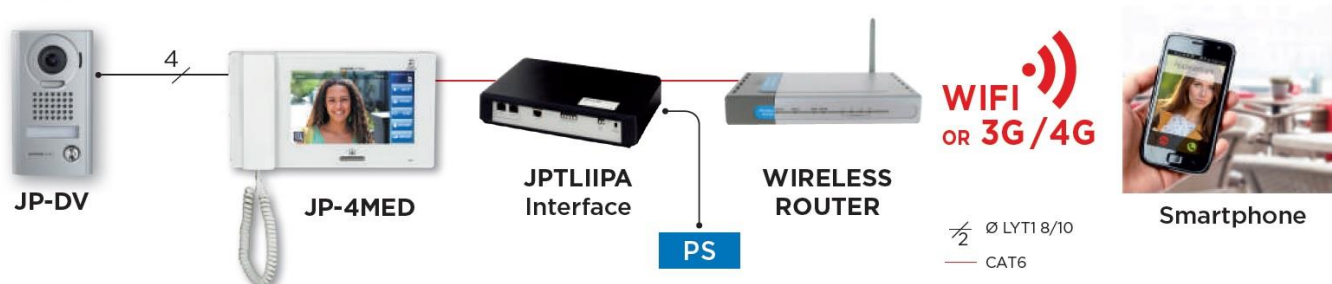 4
JP-DV
JP-4MED
JPTLIIPA
Interface
PS
WIRELESS
ROUTER
WIFI
OR 3G/4G
2
Ø LYT1 8/10
CAT6
Smartphone